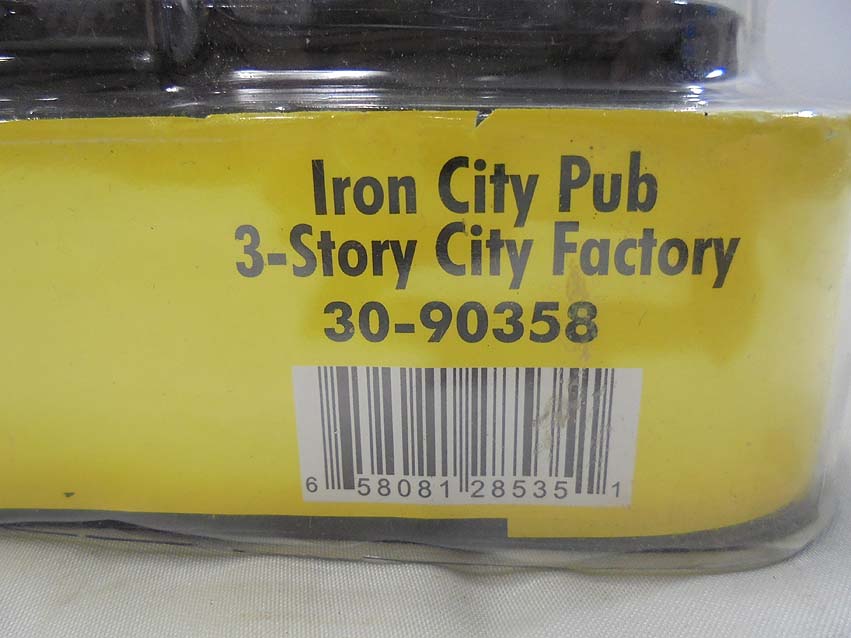 Iron City Pub
3-Story City Factory
30-90358
6 58081 28535 1